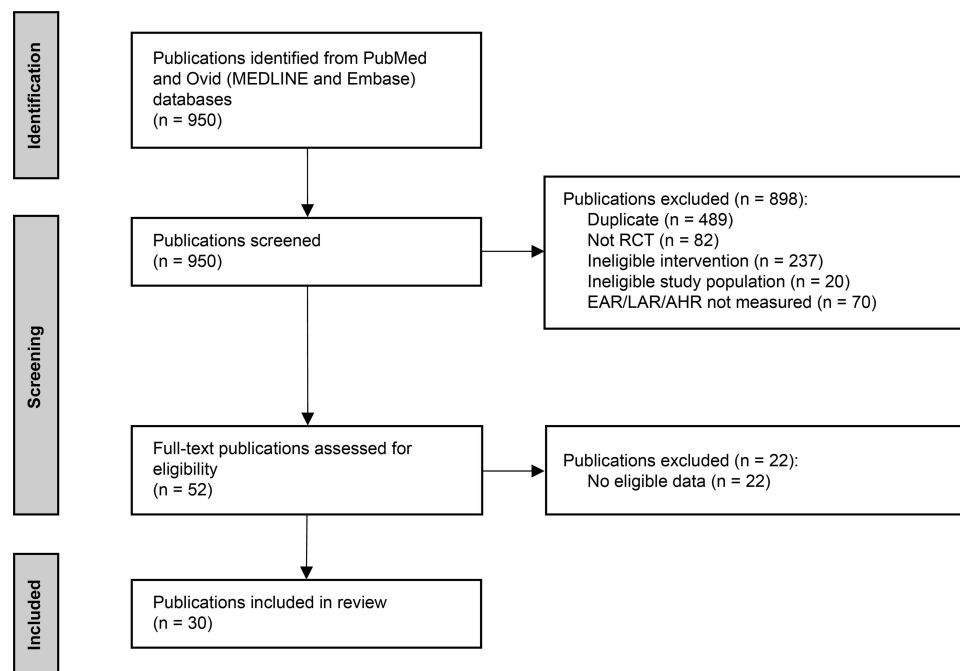 Identification
Publications identified from PubMed
and Ovid (MEDLINE and Embase)
databases
(n = 950)
Screening
Publications screened
(n = 950)
Publications excluded (n = 898):
Duplicate (n = 489)
Not RCT (n = 82)
Ineligible intervention (n = 237)
Ineligible study population (n = 20)
EAR/LAR/AHR not measured (n = 70)
Full-text publications assessed for
eligibility
(n = 52)
Publications excluded (n = 22):
No eligible data (n = 22)
Included
Publications included in review
(n = 30)